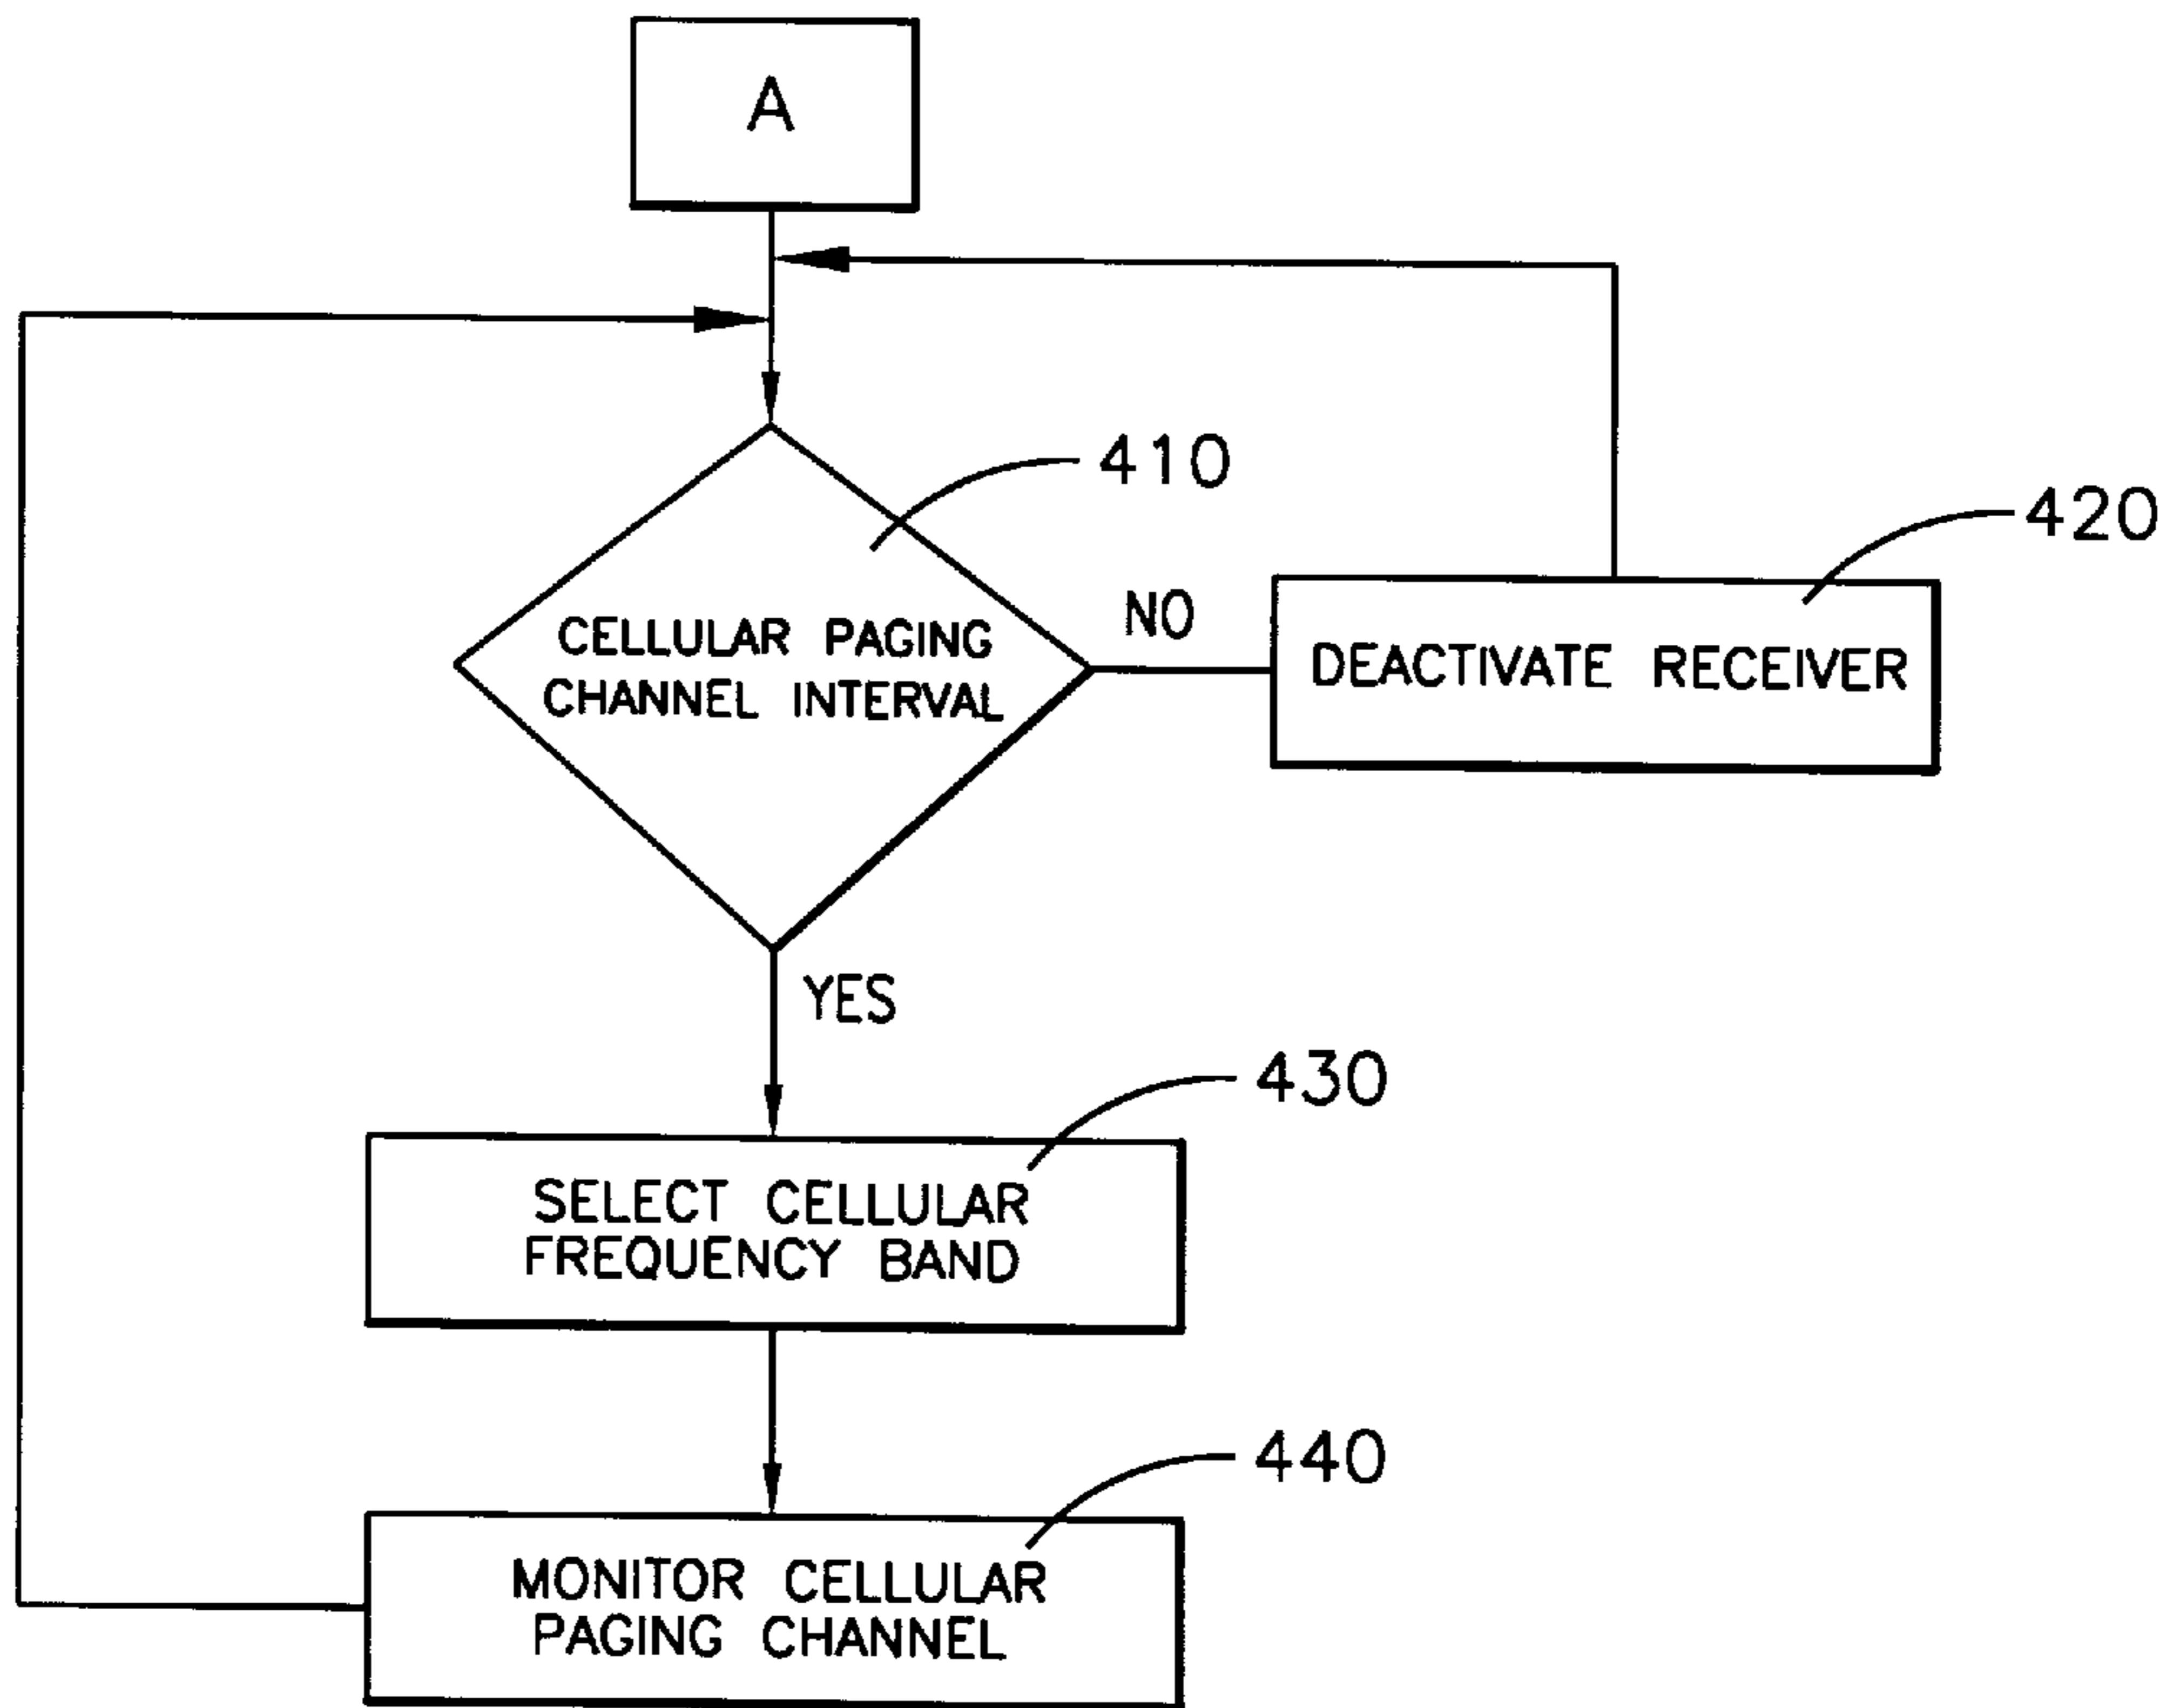 A
410
CELLULAR PAGING
CHANNEL INTERVAL
NO
420
DEACTIVATE RECEIVER
YES
430
SELECT CELLULAR
FREQUENCY BAND
440
MONITOR CELLULAR
PAGING CHANNEL